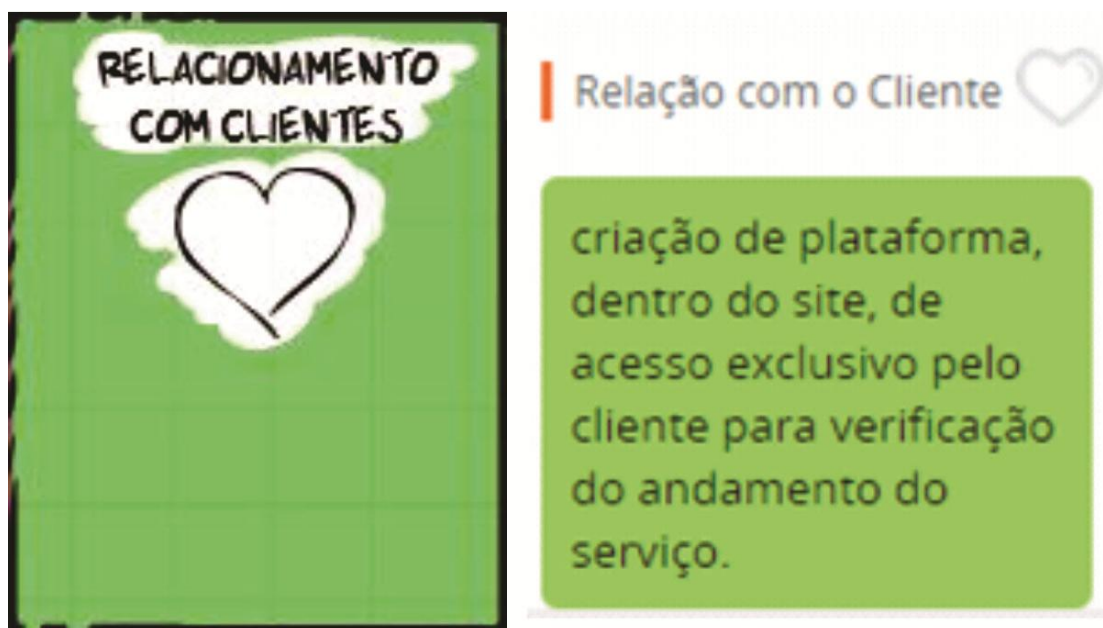 RELACIONAMENTO
COM CLIENTES
Relação com o Cliente
criação de plataforma,
dentro do site, de
acesso exclusivo pelo
cliente para verificação
do andamento do
serviço.